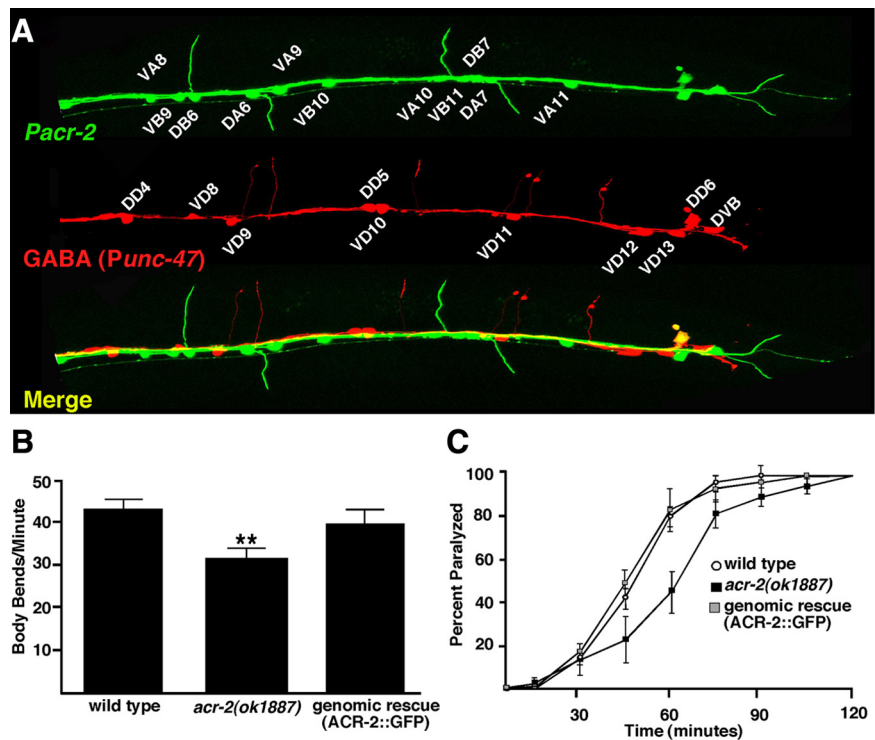 A
VA8
VA9
DB7
VB9
DB6
DA6
VB10
VA10
VB11
DA7
VA11
Pacr-2
DD4
VD8
DD5
DD6
DVB
VD9
VD10
VD11
VD12
VD13
GABA (Punc-47)
Merge
B
50
40
30
20
10
Body Bends/Minute
**
wild type
acr-2(ok1887)
genomic rescue
(ACR-2::GFP)
C
100
80
60
40
20
Percent Paralyzed
wild type
acr-2(ok1887)
genomic rescue
(ACR-2::GFP)
30
60
90
120
Time (minutes)